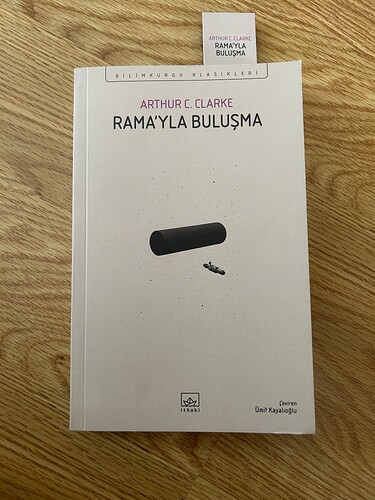 ARTHUR C. CLARKE
RAMA'YLA
BULUŞMA
BİLİMKURGU KLASİKLERİ
ARTHUR C. CLARKE
RAMA'YLA BULUŞMA
ithaki
Çeviren
Ümit Kayalıoğlu